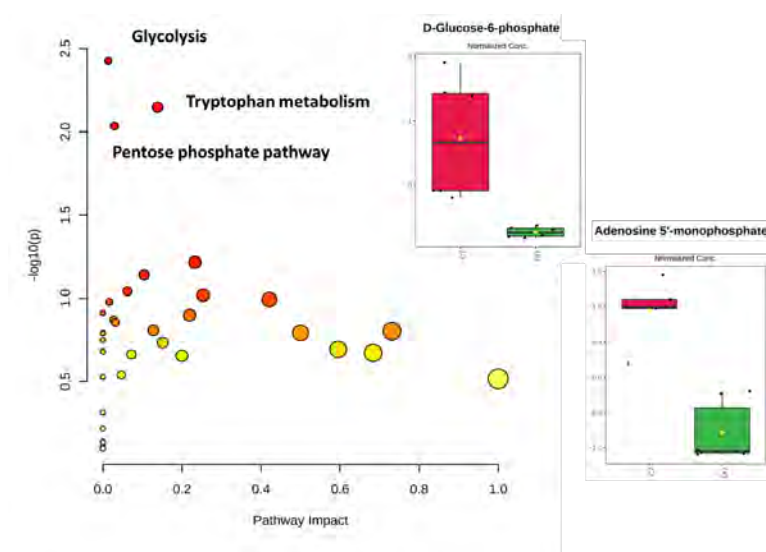 D-Glucose-6-phosphate
Normalized Conc.
Glycolysis
Tryptophan metabolism
Pentose phosphate pathway
Adenosine 5'-monophosphate
Normalized Conc.
-log10(p)
2.5
2.0
1.5
1.0
0.5
0.0
0.2
0.4
0.6
0.8
1.0
Pathway Impact